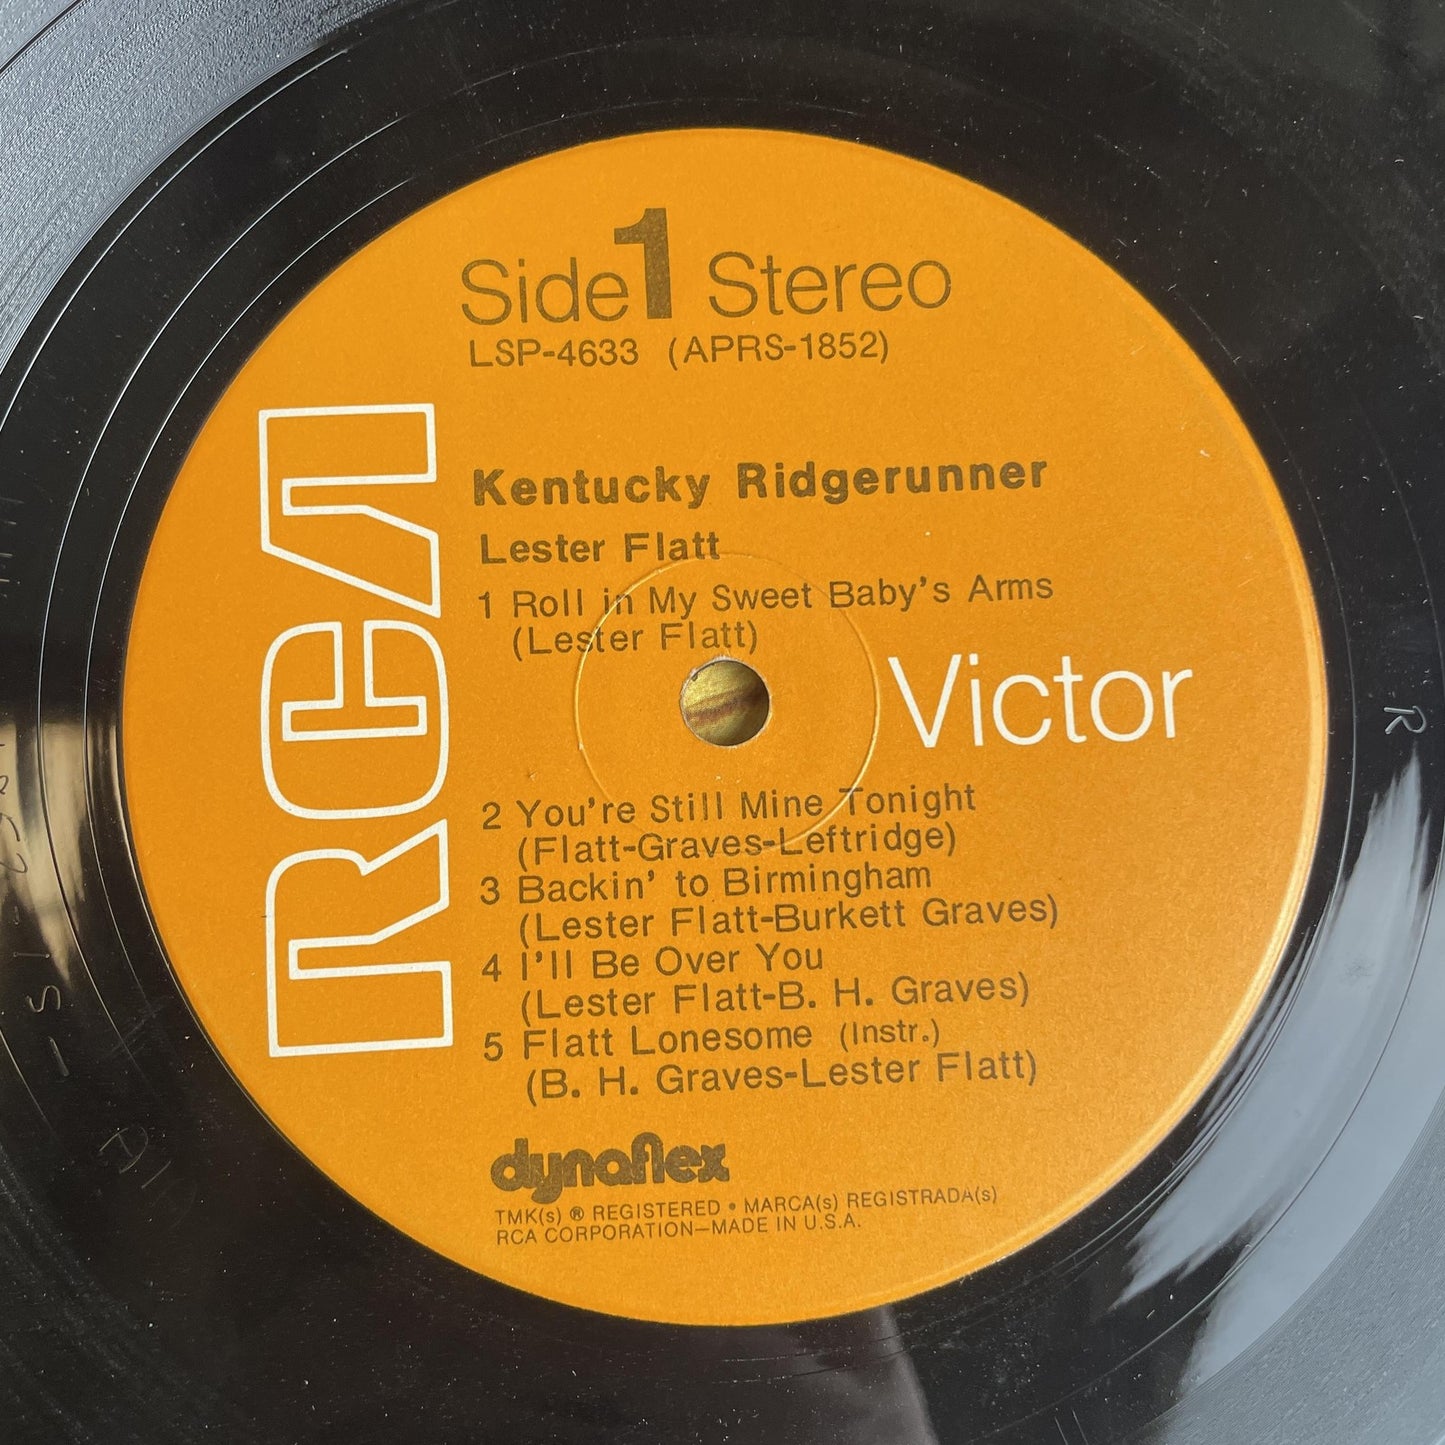 Side 1 Stereo
LSP-4633 (APRS-1852)
RCA
Kentucky Ridgerunner
Lester Flatt
1 Roll in My Sweet Baby's Arms
(Lester Flatt)
Victor
2 You're Still Mine Tonight
(Flatt-Graves-Leftridge)
3 Backin' to Birmingham
(Lester Flatt-Burkett Graves)
4 I'll Be Over You
(Lester Flatt-B. H. Graves)
5 Flatt Lonesome (Instr.)
(B. H. Graves-Lester Flatt)
dynaflex
TMK(s) ® REGISTERED • MARCA(s) REGISTRADA(s)
RCA CORPORATION—MADE IN U.S.A.
R